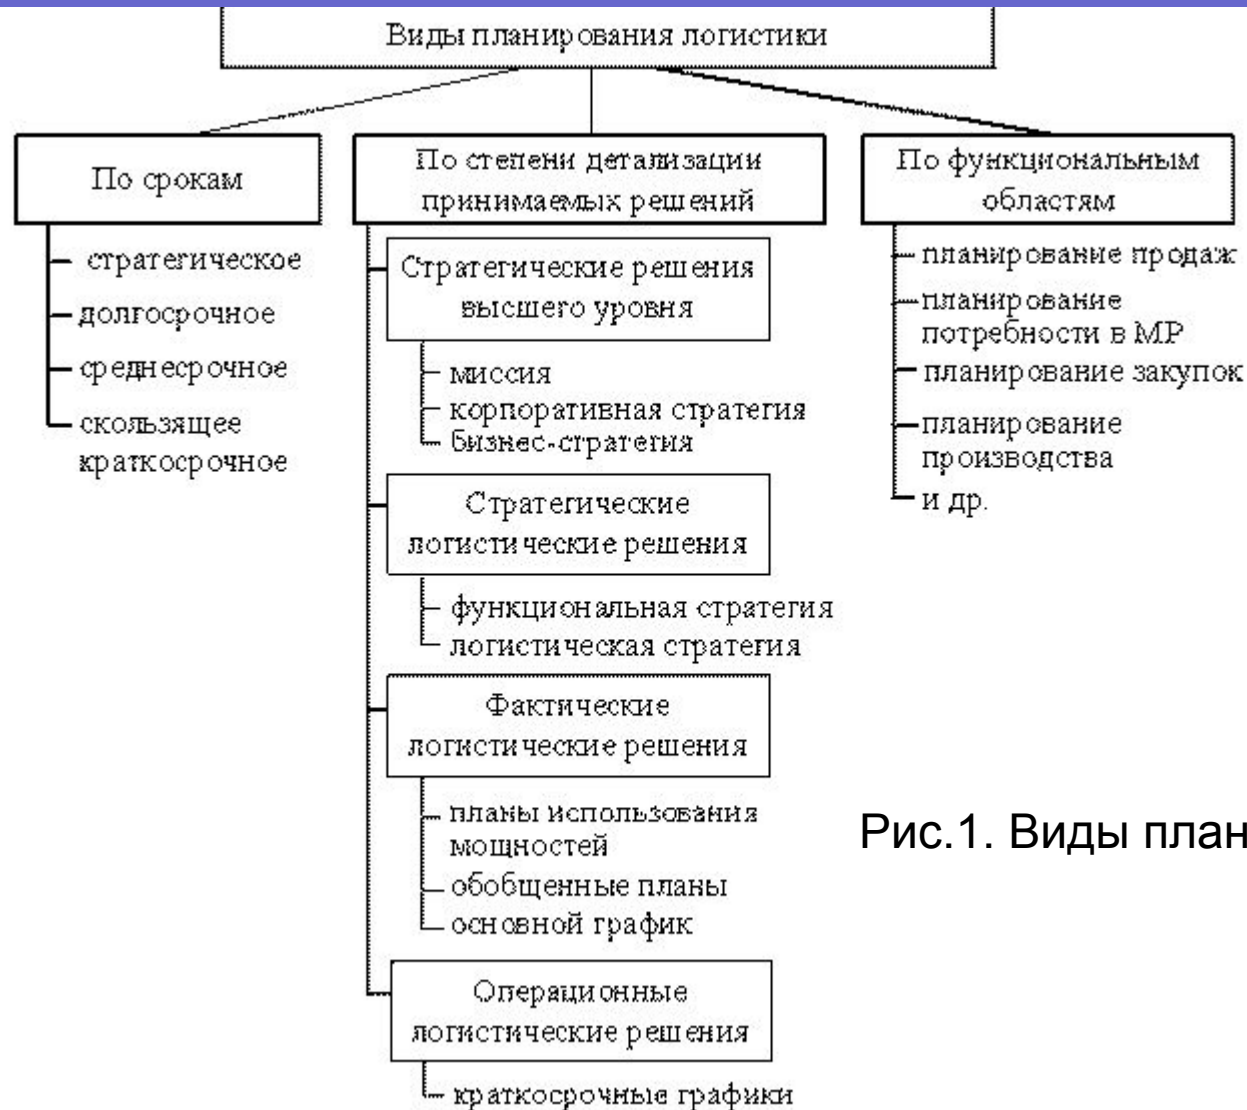 Виды планирования логистики
По срокам
стратегическое
долгосрочное
среднесрочное
скользящее
краткосрочное
По степени детализации
принимаемых решений
Стратегические решения
высшего уровня
миссия
корпоративная стратегия
бизнес-стратегия
Стратегические
логистические решения
функциональная стратегия
логистическая стратегия
Фактические
логистические решения
планы использования
мощностей
обобщенные планы
основной график
Операционные
логистические решения
краткосрочные графики
По функциональным
областям
планирование продаж
планирование
потребности в МР
планирование закупок
планирование
производства
и др.
Рис.1. Виды план